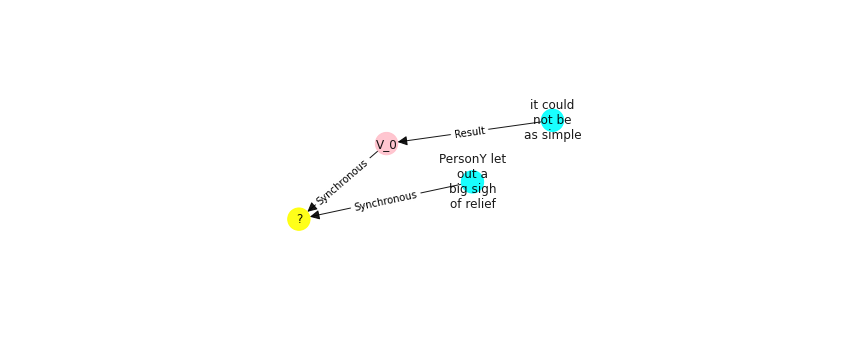 it could
not be
as simple
Result
V_0
PersonY let
out a
big sigh
of relief
Synchronous
Synchronous
?